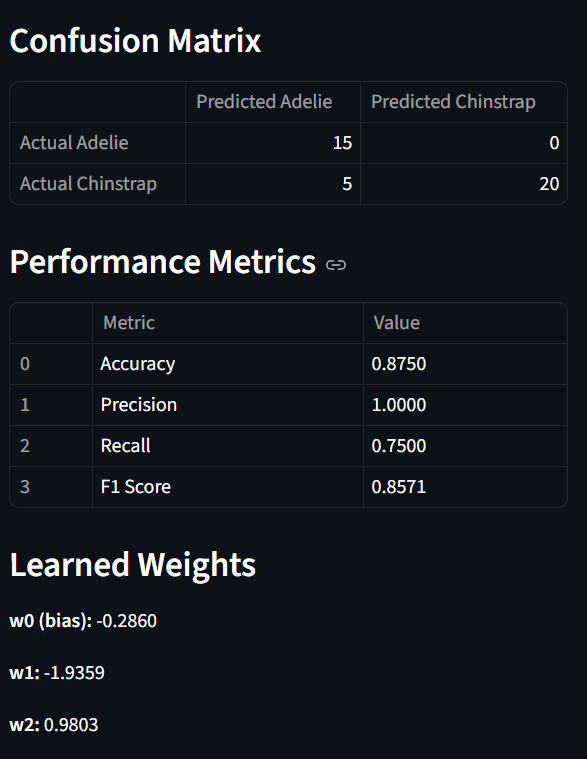 Confusion Matrix
Predicted Adelie Predicted Chinstrap
Actual Adelie 15 0
Actual Chinstrap 5 20
Performance Metrics
Metric Value
0 Accuracy 0.8750
1 Precision 1.0000
2 Recall 0.7500
3 F1 Score 0.8571
Learned Weights
w0 (bias): -0.2860
w1: -1.9359
w2: 0.9803